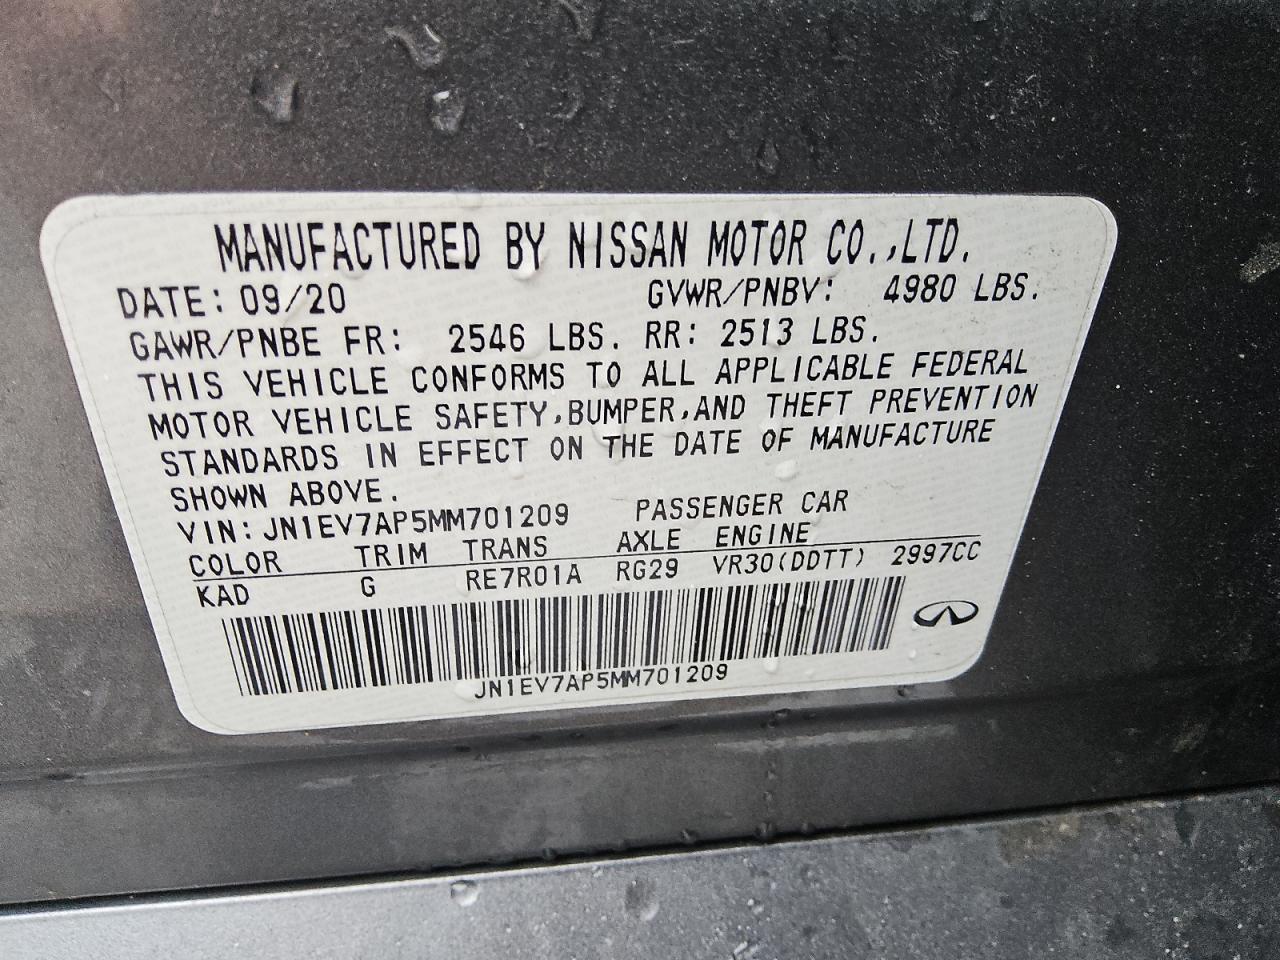 MANUFACTURED BY NISSAN MOTOR CO.,LTD.
DATE: 09/20 GVWR/PNBV: 4980 LBS.
GAWR/PNBE FR: 2546 LBS. RR: 2513 LBS.
THIS VEHICLE CONFORMS TO ALL APPLICABLE FEDERAL
MOTOR VEHICLE SAFETY,BUMPER,AND THEFT PREVENTION
STANDARDS IN EFFECT ON THE DATE OF MANUFACTURE
SHOWN ABOVE.
VIN: JN1EV7AP5MM701209 PASSENGER CAR
COLOR TRIM TRANS AXLE ENGINE
KAD G RE7R01A RG29 VR30(DDTT) 2997CC
JN1EV7AP5MM701209